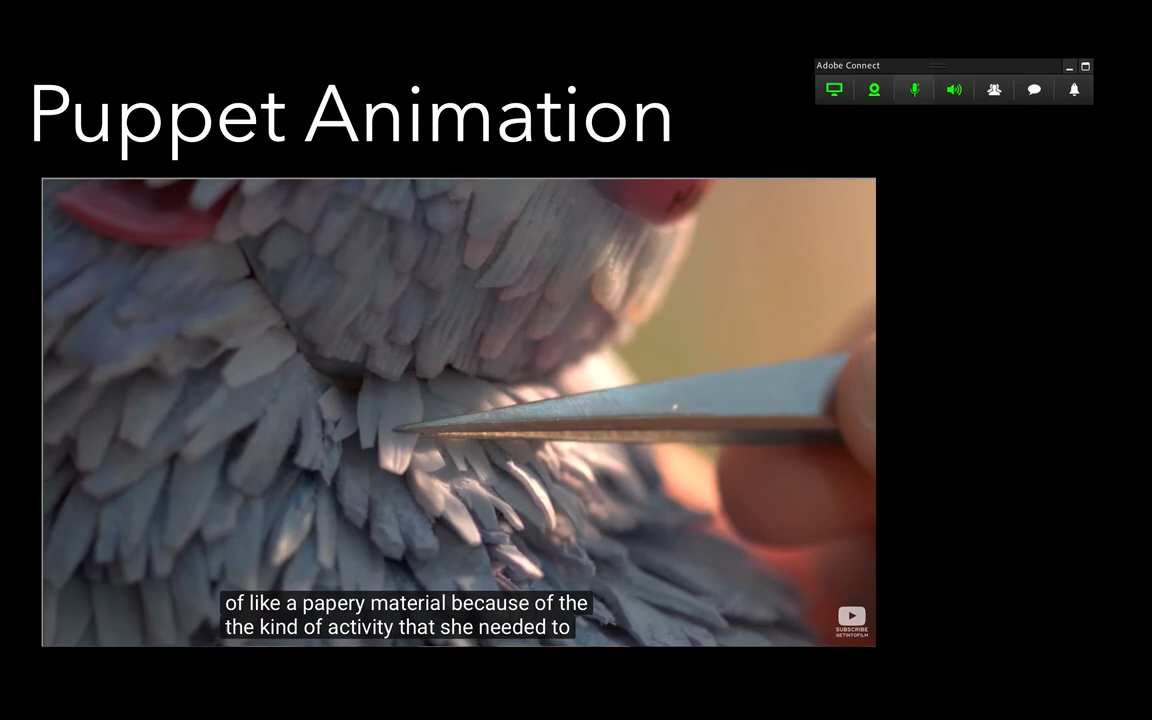 Adobe Connect
Puppet Animation
of like a papery material because of the
the kind of activity that she needed to
SUBSCRIBE
GETINTOFILM